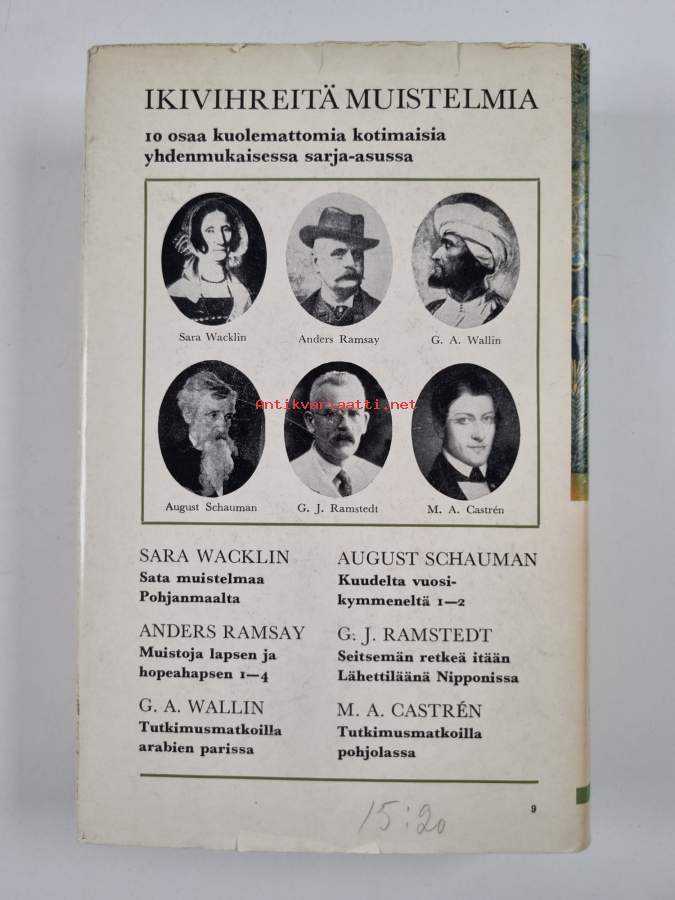 IKIVIHREITÄ MUISTELMIA
10 osaa kuolemattomia kotimaisia
yhdenmukaisessa sarja-asussa
Sara Wacklin
Anders Ramsay
G. A. Wallin
Antikvariaatti.net
August Schauman
G. J. Ramstedt
M. A. Castrén
SARA WACKLIN
Sata muistelmaa
Pohjanmaalta
AUGUST SCHAUMAN
Kuudelta vuosi-
kymmeneltä 1—2
ANDERS RAMSAY
Muistoja lapsen ja
hopeahapsen 1—4
G. J. RAMSTEDT
Seitsemän retkeä itään
Lähettiläänä Nipponissa
G. A. WALLIN
Tutkimusmatkoilla
arabien parissa
M. A. CASTRÉN
Tutkimusmatkoilla
pohjolassa
9
15:20